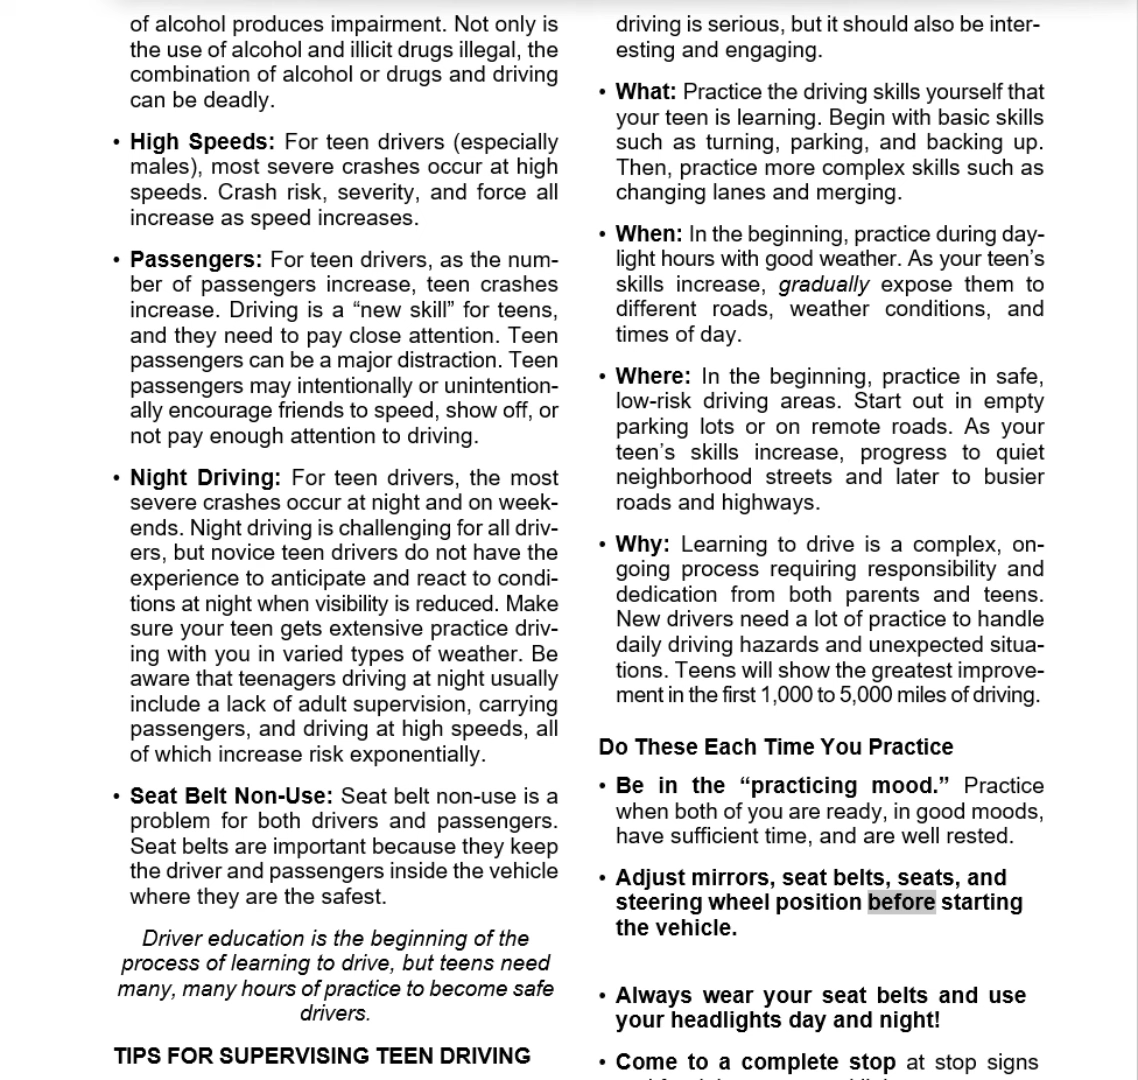 of alcohol produces impairment. Not only is
the use of alcohol and illicit drugs illegal, the
combination of alcohol or drugs and driving
can be deadly.
• High Speeds: For teen drivers (especially
males), most severe crashes occur at high
speeds. Crash risk, severity, and force all
increase as speed increases.
• Passengers: For teen drivers, as the num-
ber of passengers increase, teen crashes
increase. Driving is a “new skill” for teens,
and they need to pay close attention. Teen
passengers can be a major distraction. Teen
passengers may intentionally or unintention-
ally encourage friends to speed, show off, or
not pay enough attention to driving.
• Night Driving: For teen drivers, the most
severe crashes occur at night and on week-
ends. Night driving is challenging for all driv-
ers, but novice teen drivers do not have the
experience to anticipate and react to condi-
tions at night when visibility is reduced. Make
sure your teen gets extensive practice driv-
ing with you in varied types of weather. Be
aware that teenagers driving at night usually
include a lack of adult supervision, carrying
passengers, and driving at high speeds, all
of which increase risk exponentially.
• Seat Belt Non-Use: Seat belt non-use is a
problem for both drivers and passengers.
Seat belts are important because they keep
the driver and passengers inside the vehicle
where they are the safest.
Driver education is the beginning of the
process of learning to drive, but teens need
many, many hours of practice to become safe
drivers.
TIPS FOR SUPERVISING TEEN DRIVING
driving is serious, but it should also be inter-
esting and engaging.
• What: Practice the driving skills yourself that
your teen is learning. Begin with basic skills
such as turning, parking, and backing up.
Then, practice more complex skills such as
changing lanes and merging.
• When: In the beginning, practice during day-
light hours with good weather. As your teen’s
skills increase, gradually expose them to
different roads, weather conditions, and
times of day.
• Where: In the beginning, practice in safe,
low-risk driving areas. Start out in empty
parking lots or on remote roads. As your
teen’s skills increase, progress to quiet
neighborhood streets and later to busier
roads and highways.
• Why: Learning to drive is a complex, on-
going process requiring responsibility and
dedication from both parents and teens.
New drivers need a lot of practice to handle
daily driving hazards and unexpected situa-
tions. Teens will show the greatest improve-
ment in the first 1,000 to 5,000 miles of driving.
Do These Each Time You Practice
• Be in the “practicing mood.” Practice
when both of you are ready, in good moods,
have sufficient time, and are well rested.
• Adjust mirrors, seat belts, seats, and
steering wheel position before starting
the vehicle.
• Always wear your seat belts and use
your headlights day and night!
• Come to a complete stop at stop signs